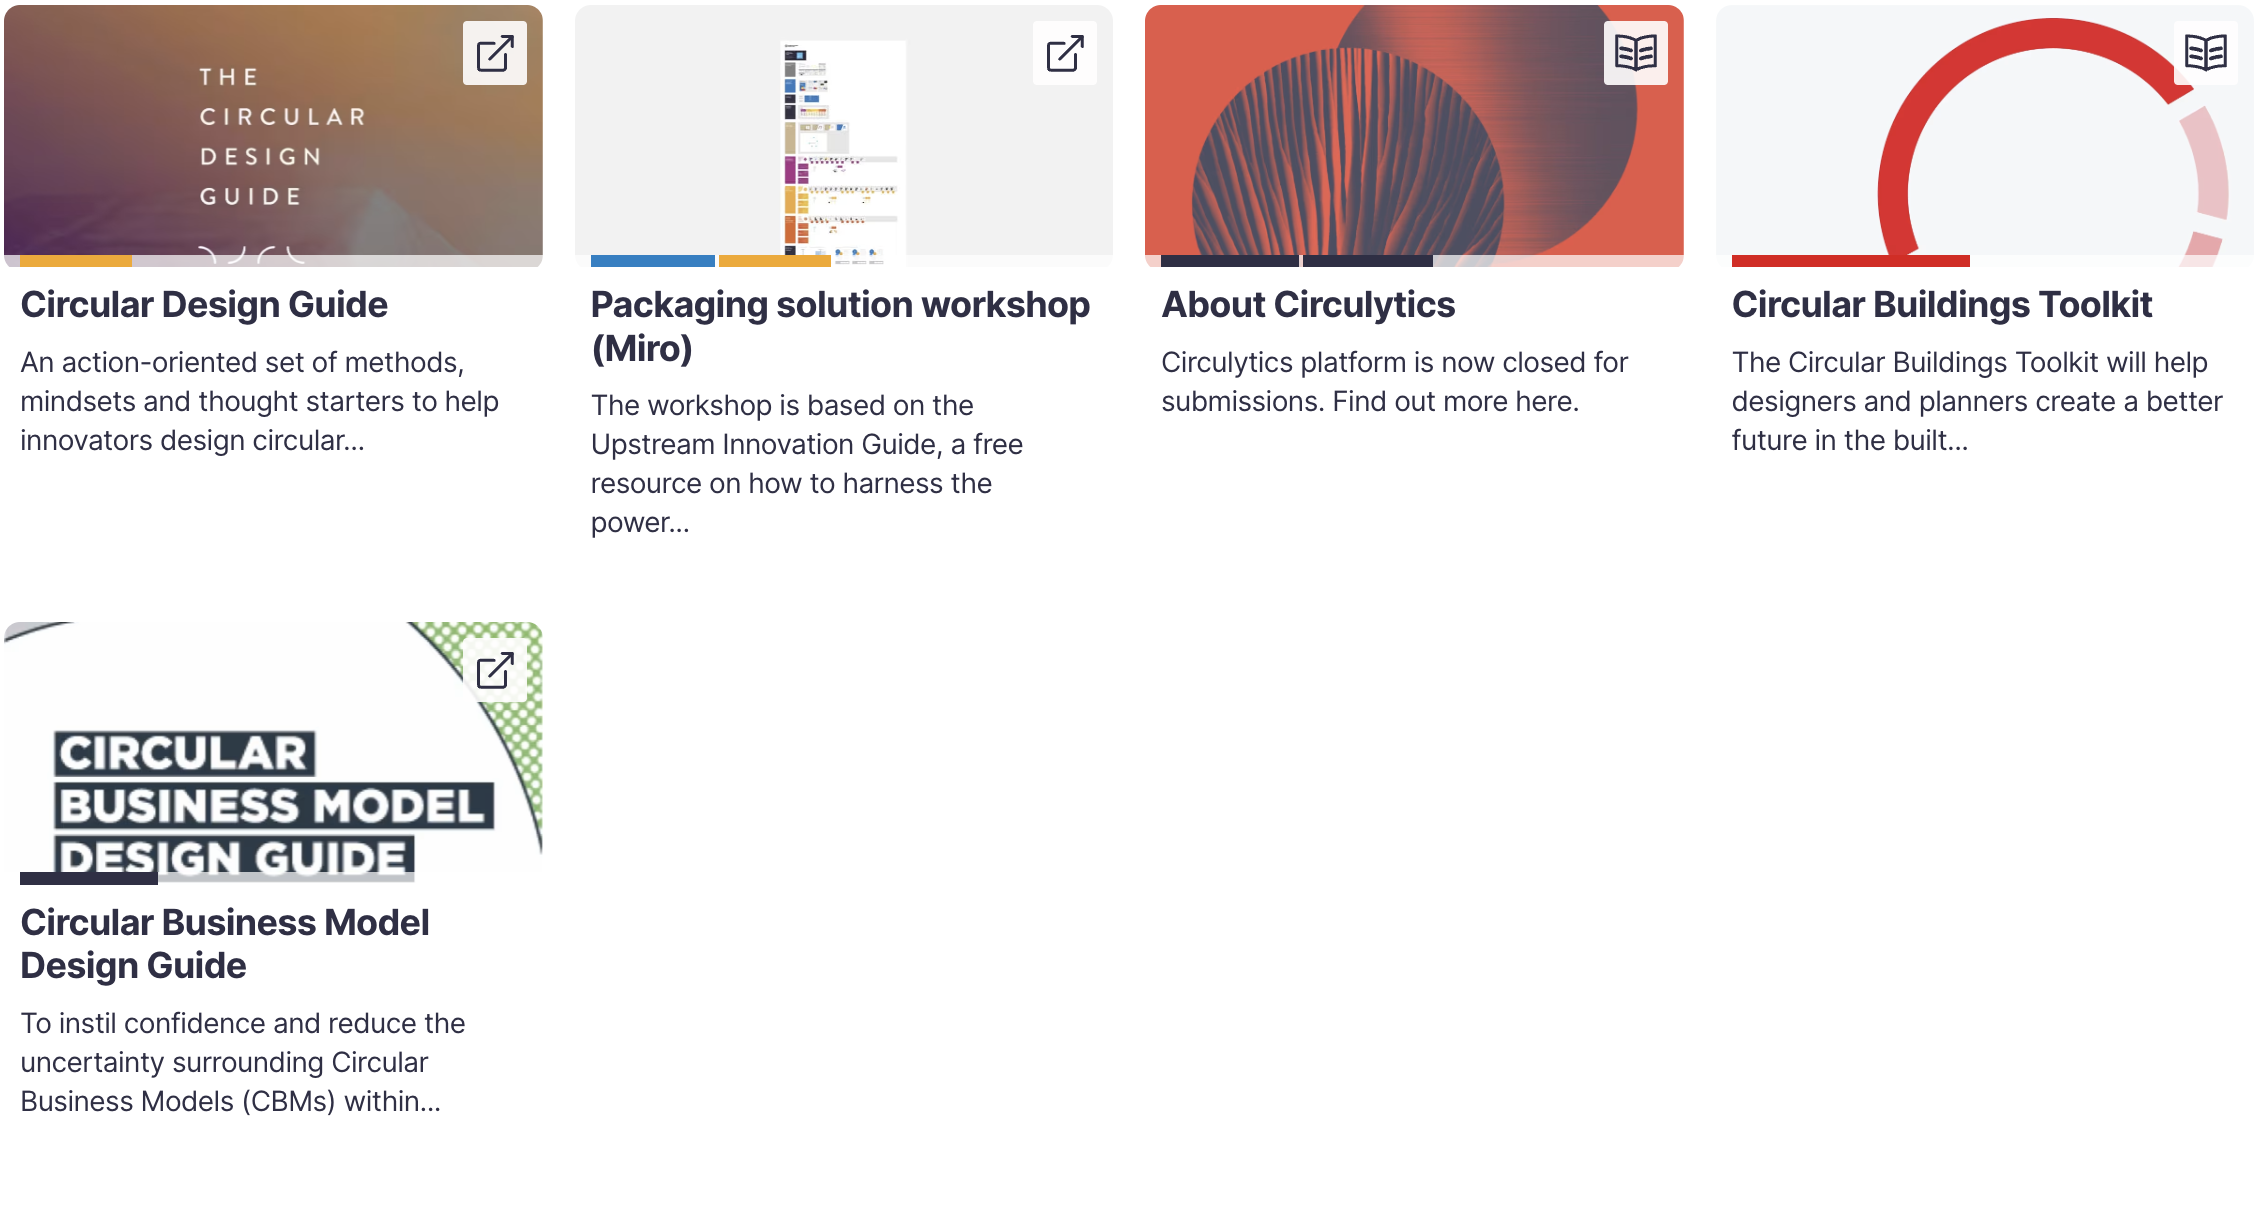 THE
CIRCULAR
DESIGN
GUIDE
Circular Design Guide
An action-oriented set of methods,
mindsets and thought starters to help
innovators design circular...
Packaging solution workshop
(Miro)
The workshop is based on the
Upstream Innovation Guide, a free
resource on how to harness the
power...
About Circulytics
Circulytics platform is now closed for
submissions. Find out more here.
Circular Buildings Toolkit
The Circular Buildings Toolkit will help
designers and planners create a better
future in the built...
CIRCULAR
BUSINESS MODEL
DESIGN GUIDE
Circular Business Model
Design Guide
To instil confidence and reduce the
uncertainty surrounding Circular
Business Models (CBMs) within...